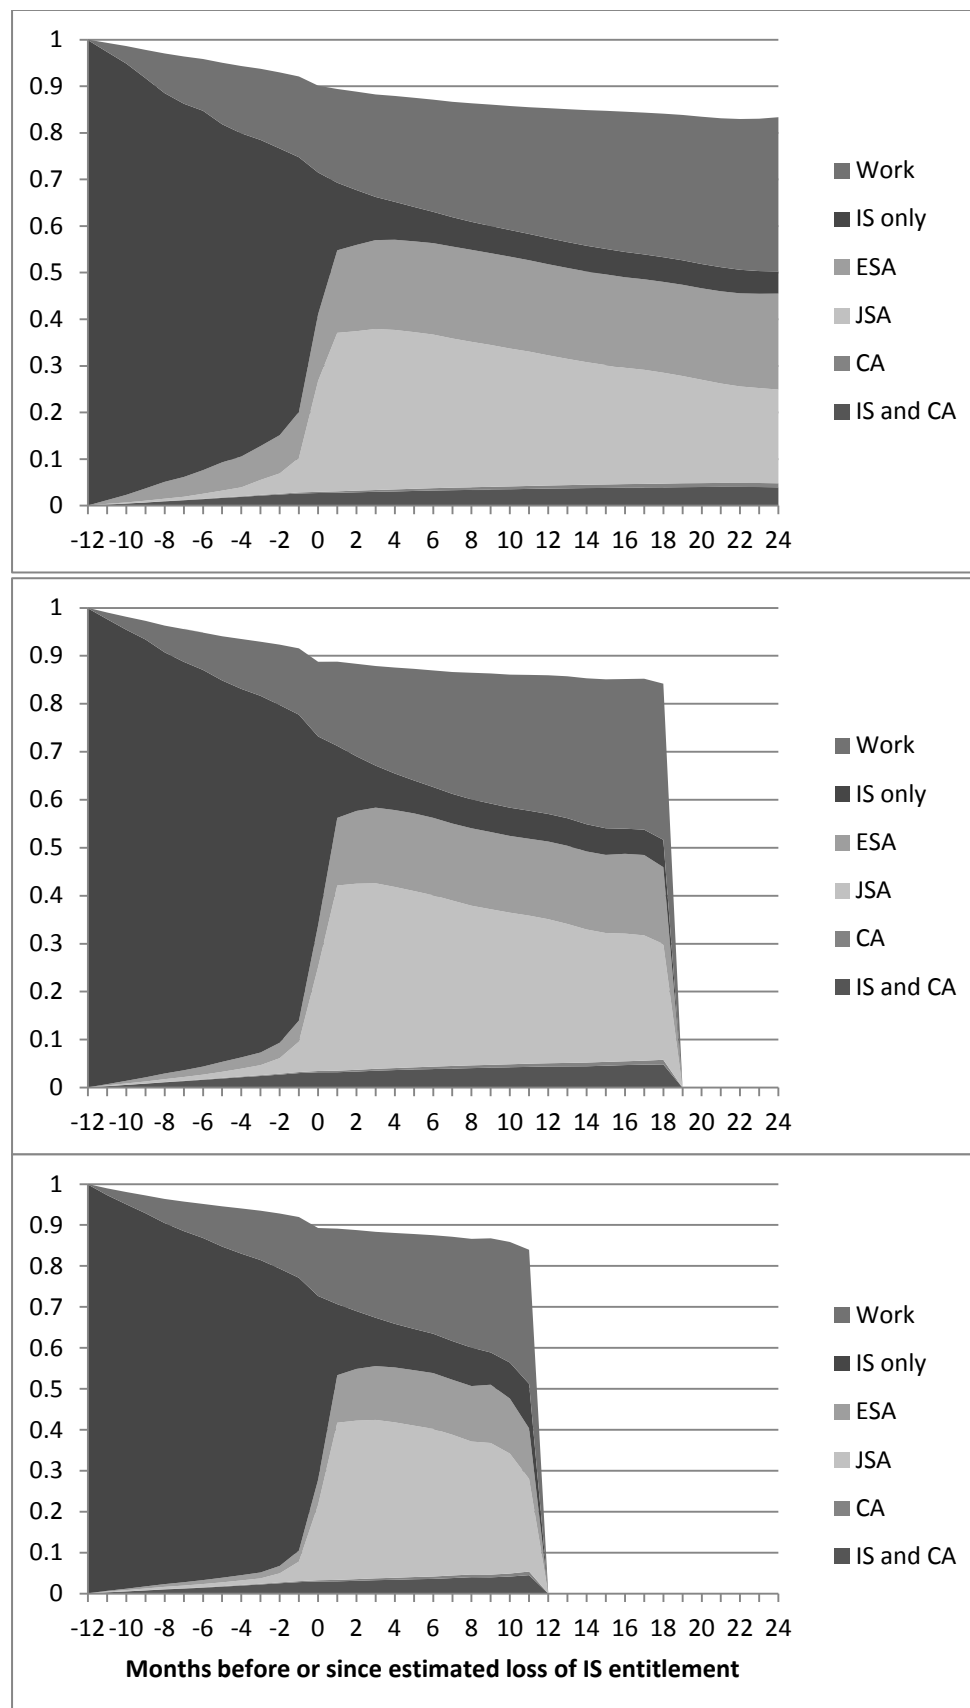 1
0.9
0.8
0.7
0.6
0.5
0.4
0.3
0.2
0.1
0
-12 -10 -8 -6 -4 -2 0 2 4 6 8 10 12 14 16 18 20 22 24
Work
IS only
ESA
JSA
CA
IS and CA
1
0.9
0.8
0.7
0.6
0.5
0.4
0.3
0.2
0.1
0
-12 -10 -8 -6 -4 -2 0 2 4 6 8 10 12 14 16 18 20 22 24
Work
IS only
ESA
JSA
CA
IS and CA
1
0.9
0.8
0.7
0.6
0.5
0.4
0.3
0.2
0.1
0
-12 -10 -8 -6 -4 -2 0 2 4 6 8 10 12 14 16 18 20 22 24
Work
IS only
ESA
JSA
CA
IS and CA
Months before or since estimated loss of IS entitlement